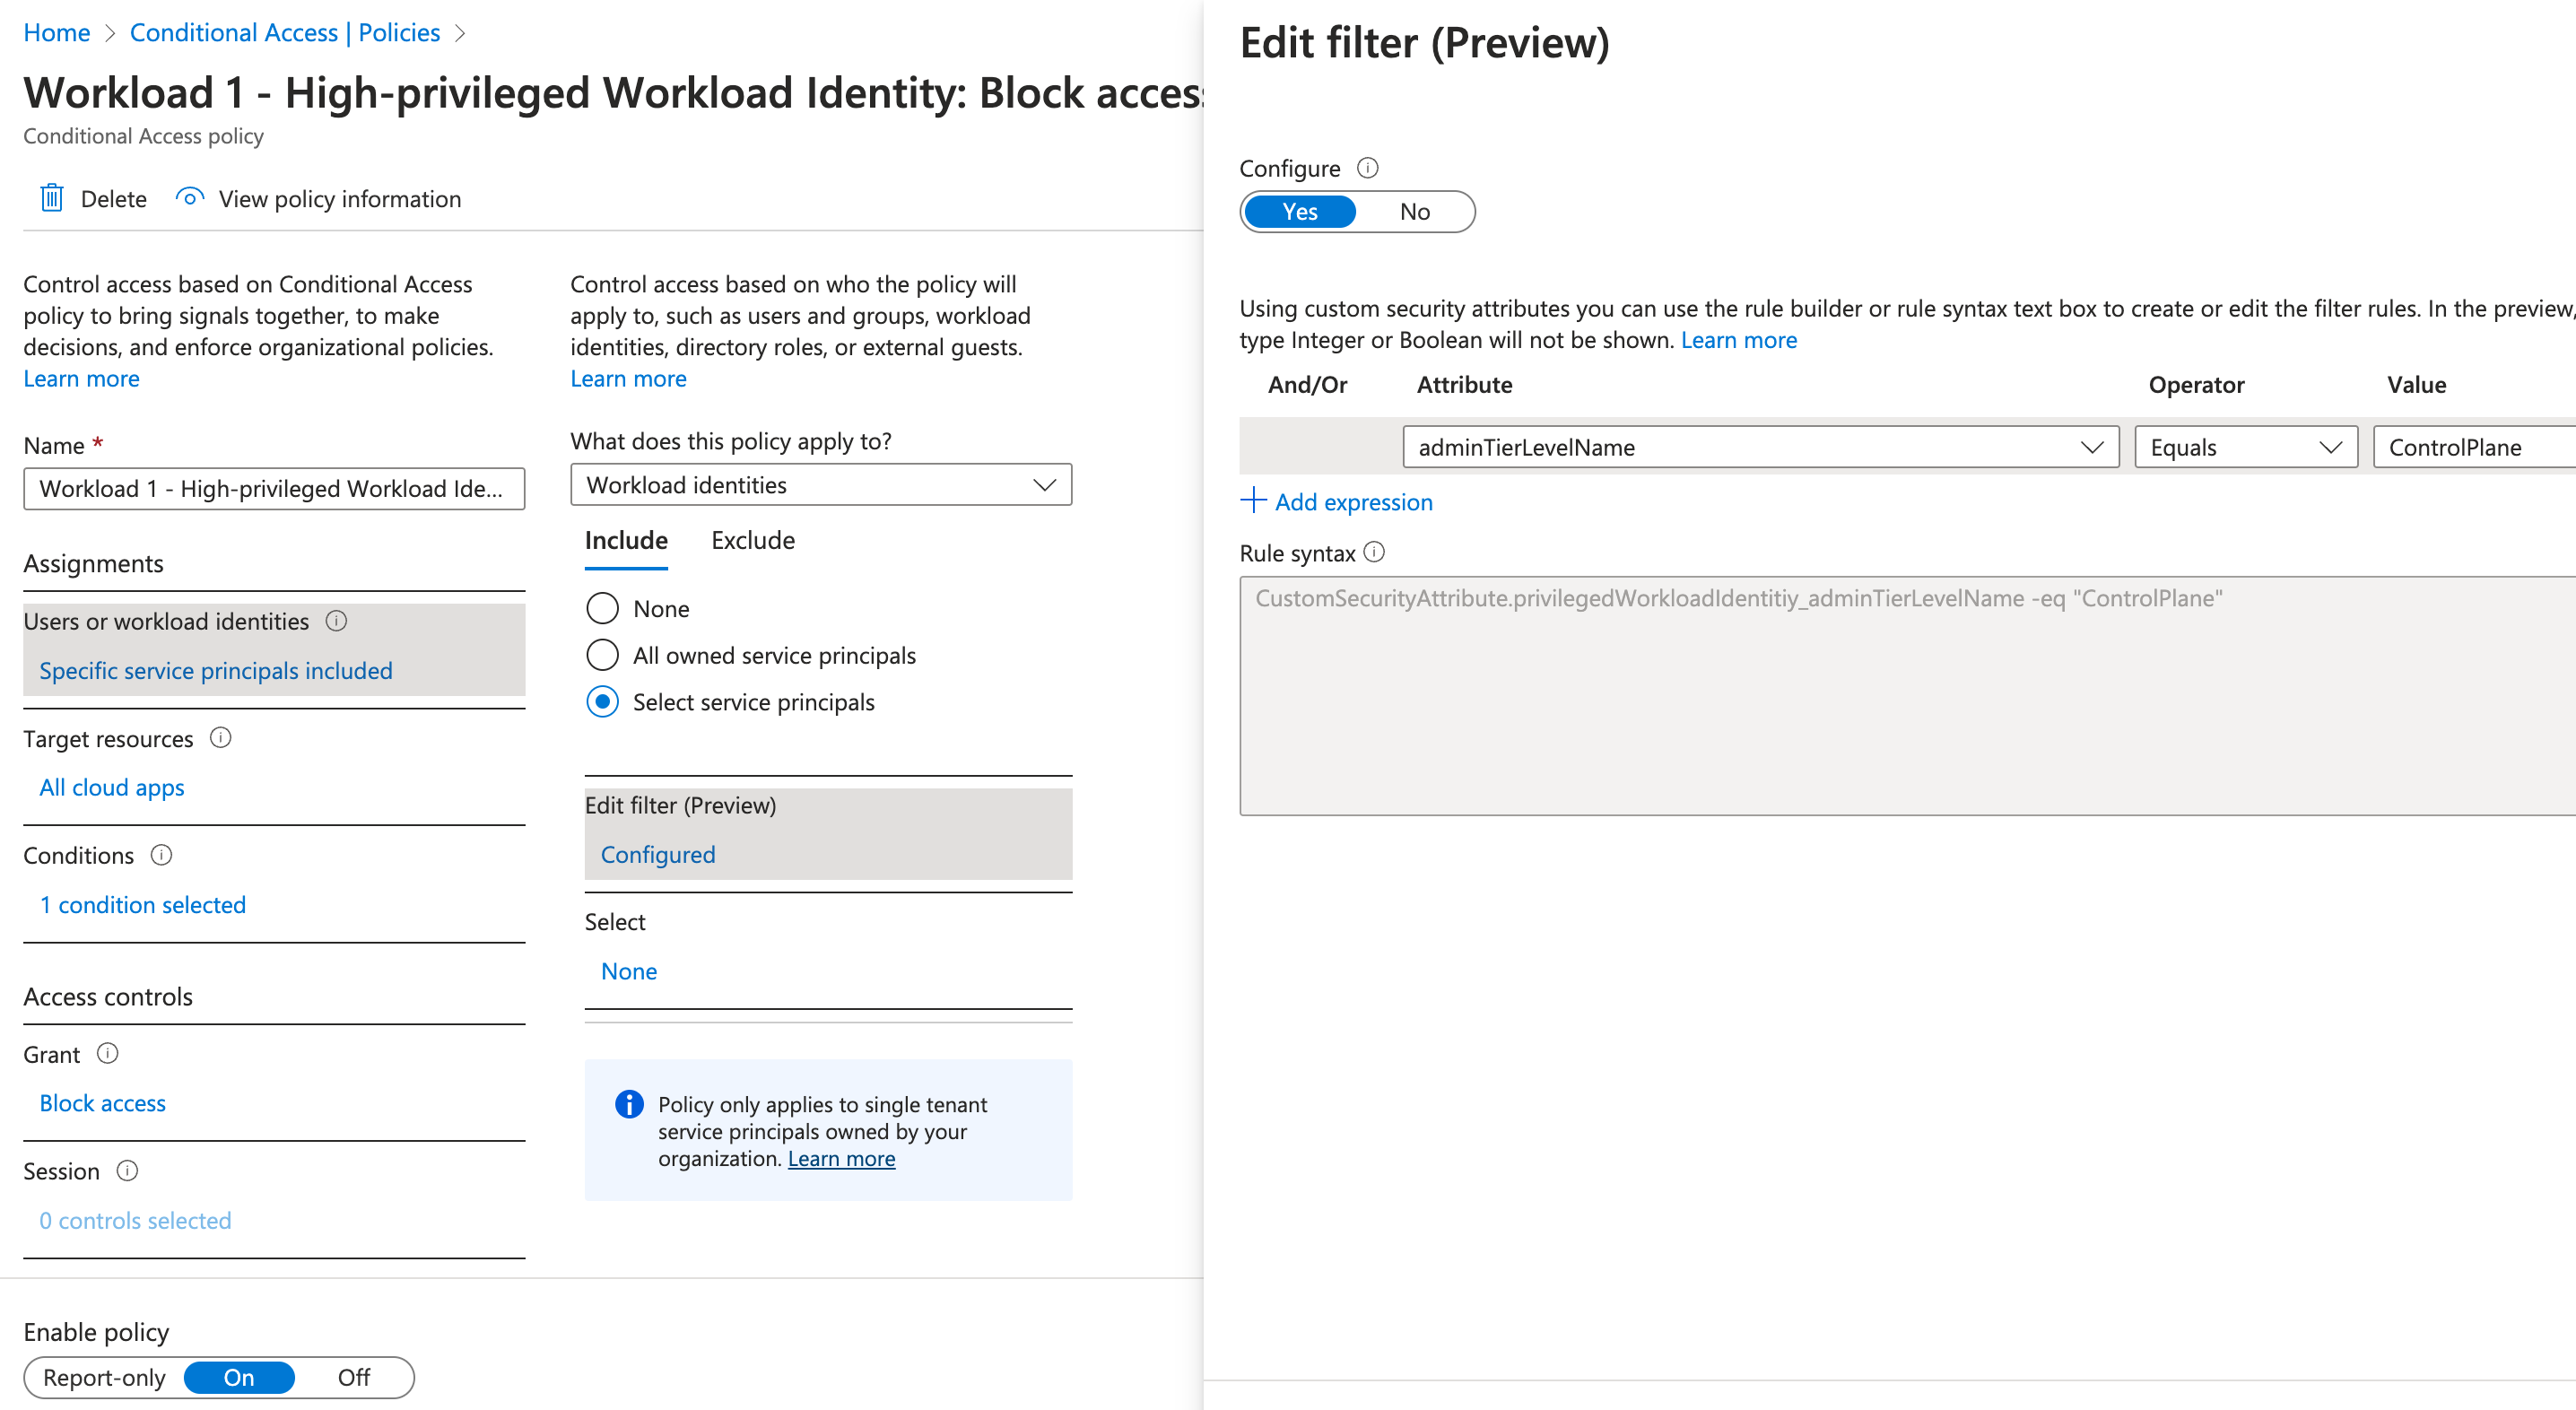 Home > Conditional Access | Policies >
Workload 1 - High-privileged Workload Identity: Block access
Conditional Access policy
Delete View policy information
Control access based on Conditional Access
policy to bring signals together, to make
decisions, and enforce organizational policies.
Learn more
Name *
Workload 1 - High-privileged Workload Ide...
Assignments
Users or workload identities
Specific service principals included
Target resources
All cloud apps
Conditions
1 condition selected
Access controls
Grant
Block access
Session
0 controls selected
Enable policy
Report-only On Off
Control access based on who the policy will
apply to, such as users and groups, workload
identities, directory roles, or external guests.
Learn more
What does this policy apply to?
Workload identities
Include Exclude
None
All owned service principals
Select service principals
Edit filter (Preview)
Configured
Select
None
Policy only applies to single tenant
service principals owned by your
organization. Learn more
Edit filter (Preview)
Configure
Yes No
Using custom security attributes you can use the rule builder or rule syntax text box to create or edit the filter rules. In the preview,
type Integer or Boolean will not be shown. Learn more
And/Or Attribute Operator Value
adminTierLevelName Equals ControlPlane
Add expression
Rule syntax
CustomSecurityAttribute.privilegedWorkloadIdentitiy_adminTierLevelName -eq "ControlPlane"